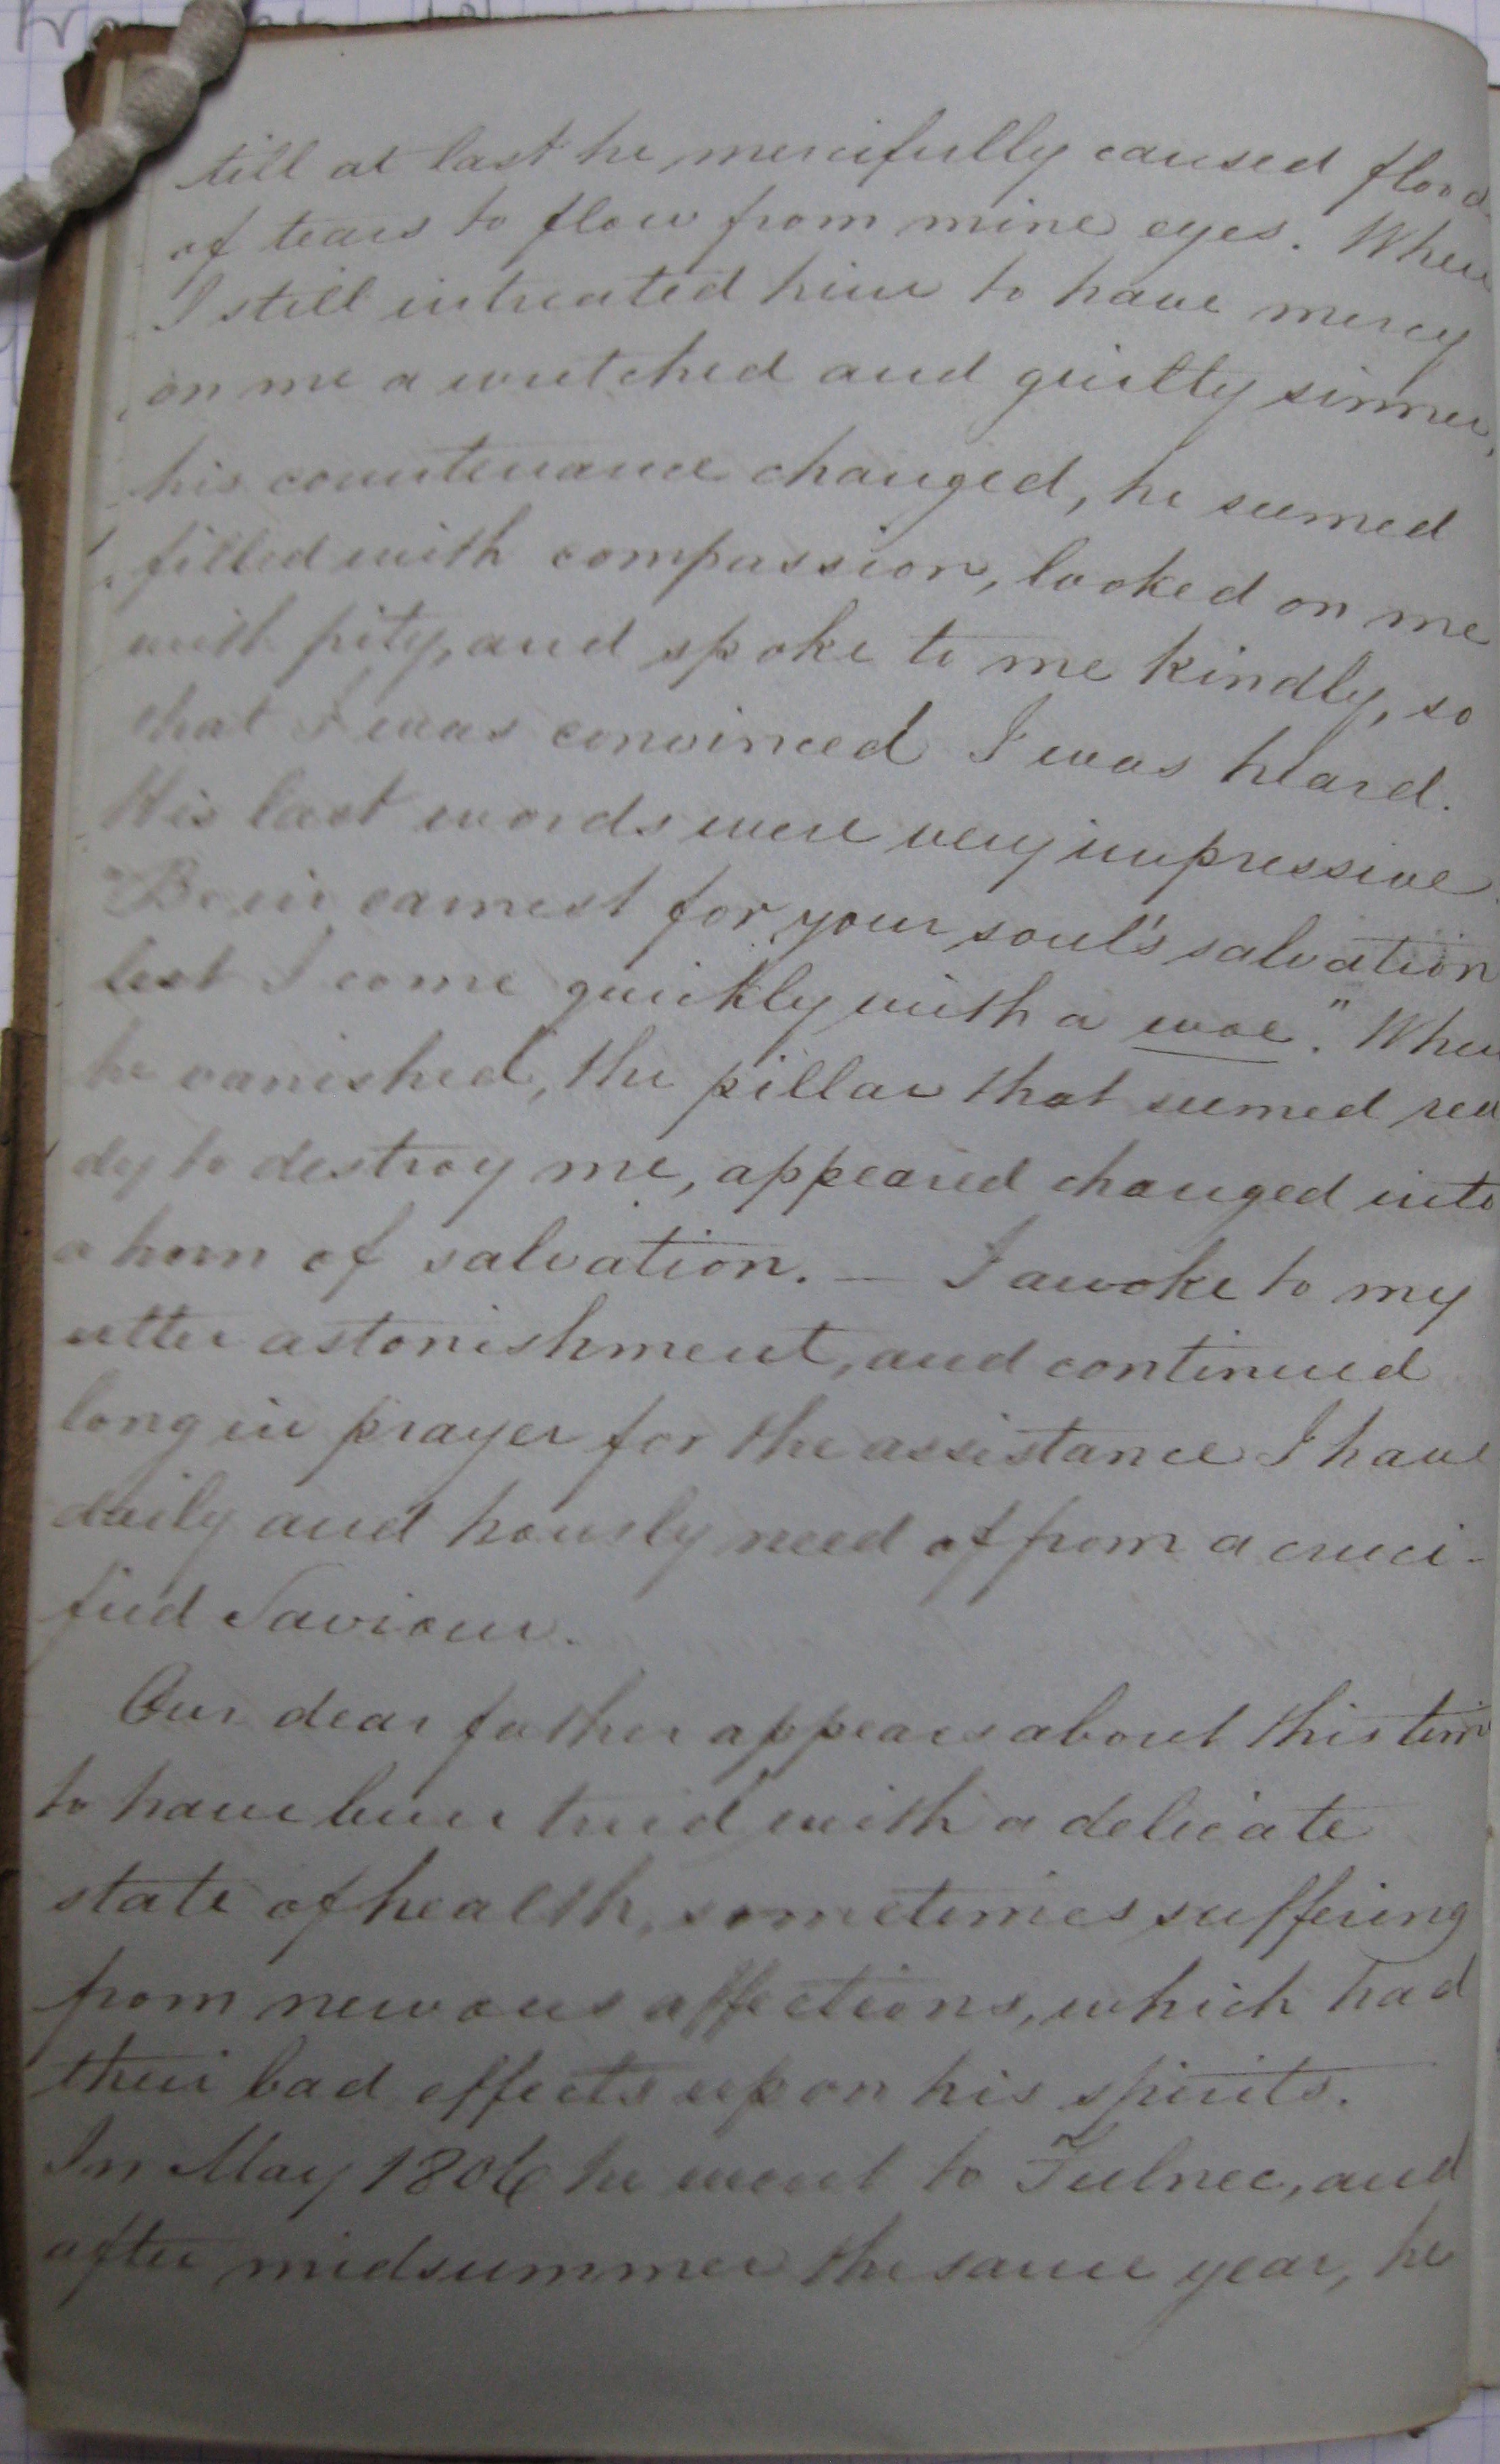 till at last he mercifully caused floods
of tears to flow from mine eyes. When
I still intreated him to have mercy
on me a wretched and guilty sinner,
his countenance changed, he seemed
filled with compassion, looked on me
with pity, and spoke to me kindly, so
that I was convinced I was heard.
His last words were very impressive
"Be in earnest for your soul's salvation
lest I come quickly with a woe." When
he vanished, the pillar that seemed rea
dy to destroy me, appeared changed into
a horn of salvation. — I awoke to my
utter astonishment, and continued
long in prayer for the assistance I have
daily and hourly need of from a cruci-
fied Saviour.
Our dear father appears about this time
to have been tried with a delicate
state of health, sometimes suffering
from nervous affections, which had
their bad effects upon his spirits.
In May 1806 he went to Fulnec, and
after midsummer the same year, he